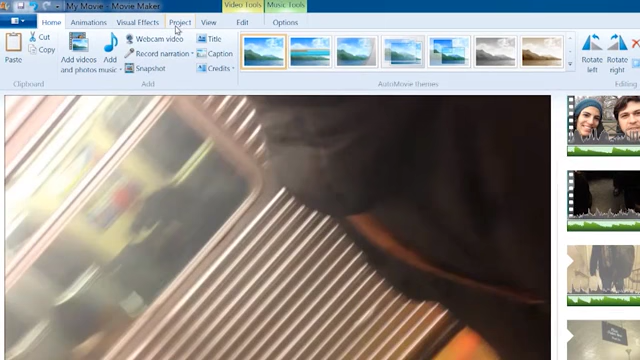 My Movie - Movie Maker
Video Tools
Music Tools
Home
Animations
Visual Effects
Project
View
Edit
Options
Paste
Cut
Copy
Clipboard
Add videos
and photos
Add
music
Webcam video
Record narration
Snapshot
Title
Caption
Credits
Add
AutoMovie themes
Rotate
left
Rotate
right
Editing